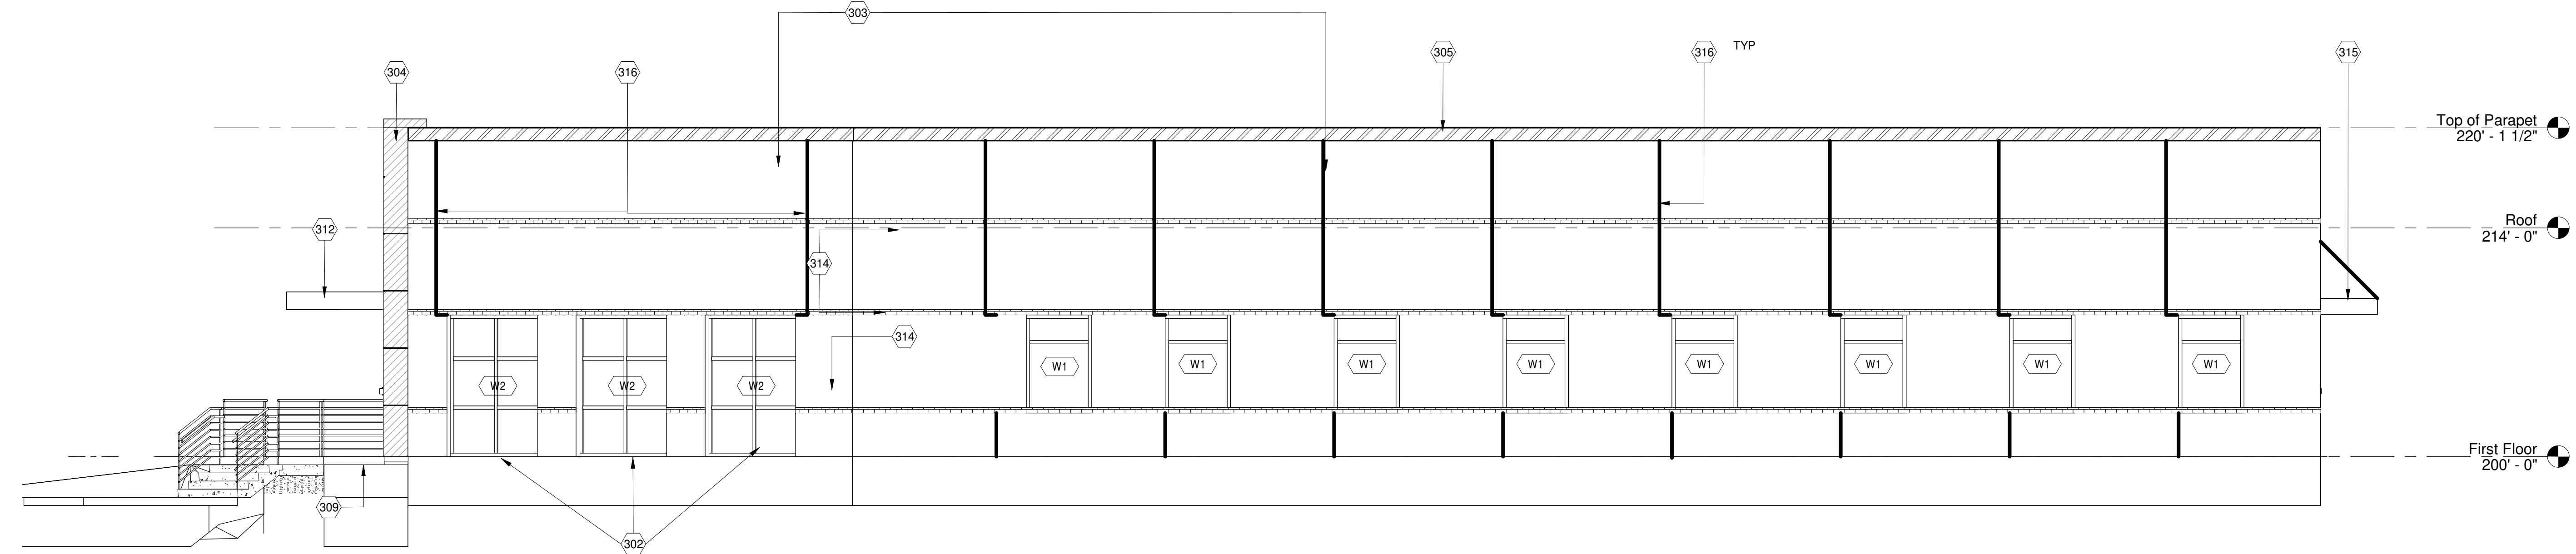 303
304
316
305
316 TYP
315
Top of Parapet
220' - 1 1/2"
312
314
Roof
214' - 0"
314
W2
W2
W2
W1
W1
W1
W1
W1
W1
W1
W1
First Floor
200' - 0"
309
302